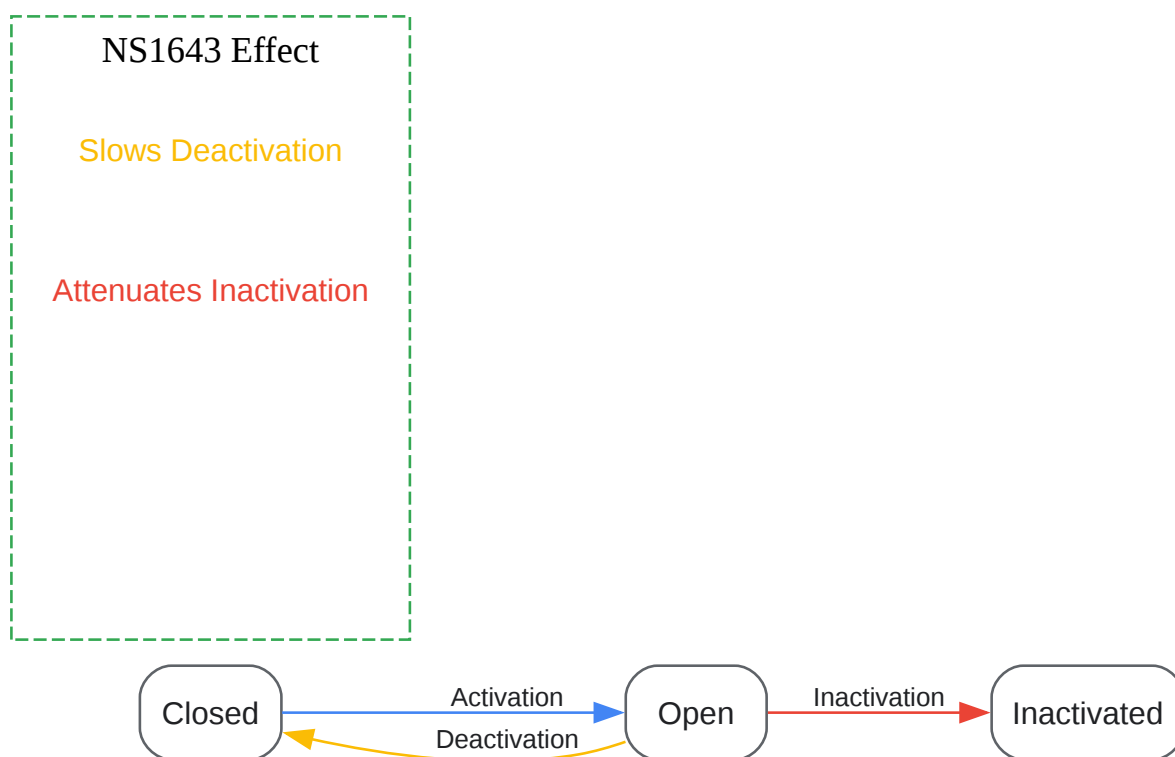 NS1643 Effect
Slows Deactivation
Attenuates Inactivation
Closed
Activation
Deactivation
Open
Inactivation
Inactivated